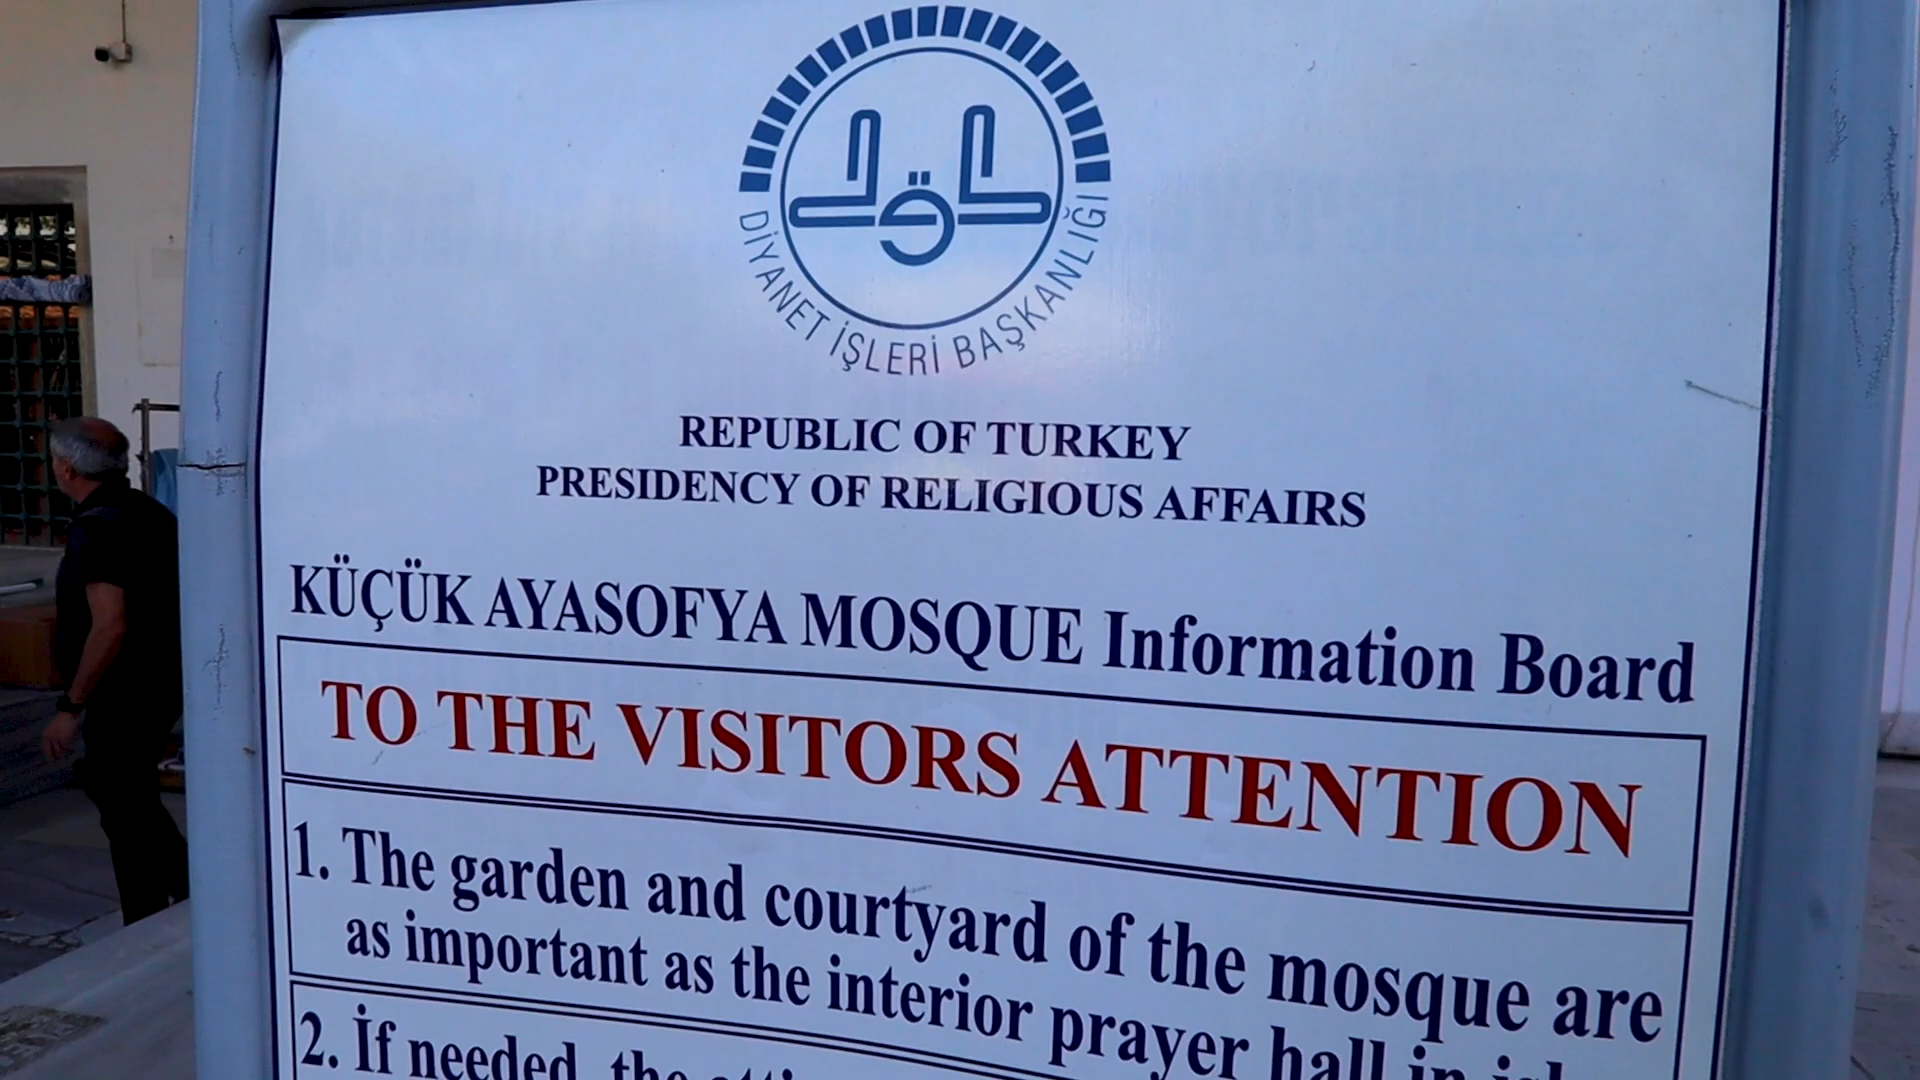 DİYANET İŞLERİ BAŞKANLIĞI
REPUBLIC OF TURKEY
PRESIDENCY OF RELIGIOUS AFFAIRS
KÜÇÜK AYASOFYA MOSQUE Information Board
TO THE VISITORS ATTENTION
1. The garden and courtyard of the mosque are
as important as the interior prayer hall in
2. İf needed, the